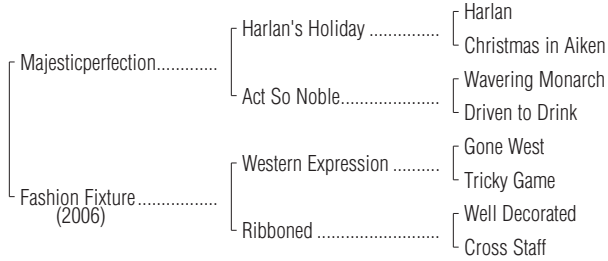 Harlan
Harlan's Holiday ................
Christmas in Aiken
Majesticperfection.............
Wavering Monarch
Act So Noble.....................
Driven to Drink
Gone West
Western Expression ..........
Tricky Game
Fashion Fixture.................
(2006)
Well Decorated
Ribboned ..........................
Cross Staff